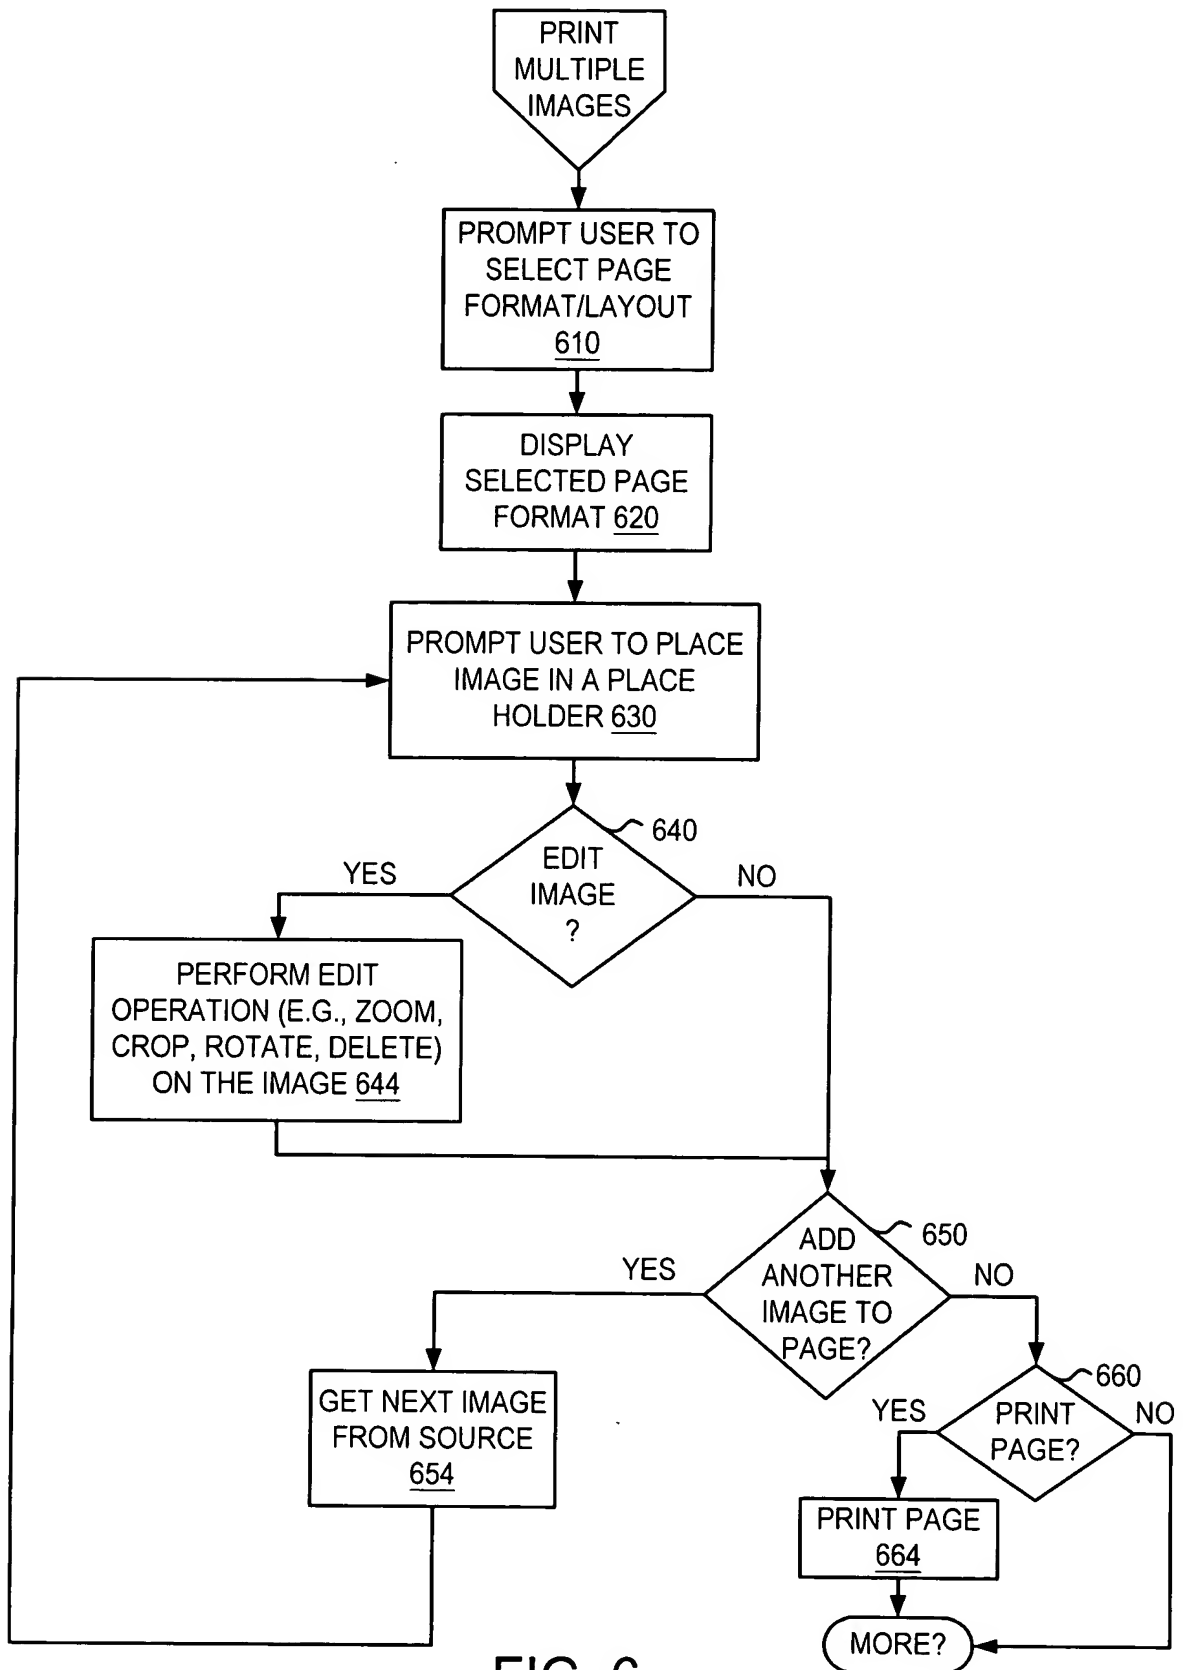 PRINT
MULTIPLE
IMAGES
PROMPT USER TO
SELECT PAGE
FORMAT/LAYOUT
610
DISPLAY
SELECTED PAGE
FORMAT 620
PROMPT USER TO PLACE
IMAGE IN A PLACE
HOLDER 630
640
EDIT
IMAGE
?
YES
NO
PERFORM EDIT
OPERATION (E.G., ZOOM,
CROP, ROTATE, DELETE)
ON THE IMAGE 644
650
ADD
ANOTHER
IMAGE TO
PAGE?
YES
NO
GET NEXT IMAGE
FROM SOURCE
654
660
PRINT
PAGE?
YES
NO
PRINT PAGE
664
MORE?
FIG. 6